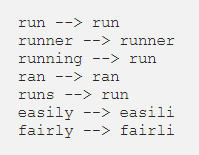 run --> run
runner --> runner
running --> run
ran --> ran
runs --> run
easily --> easili
fairly --> fairli